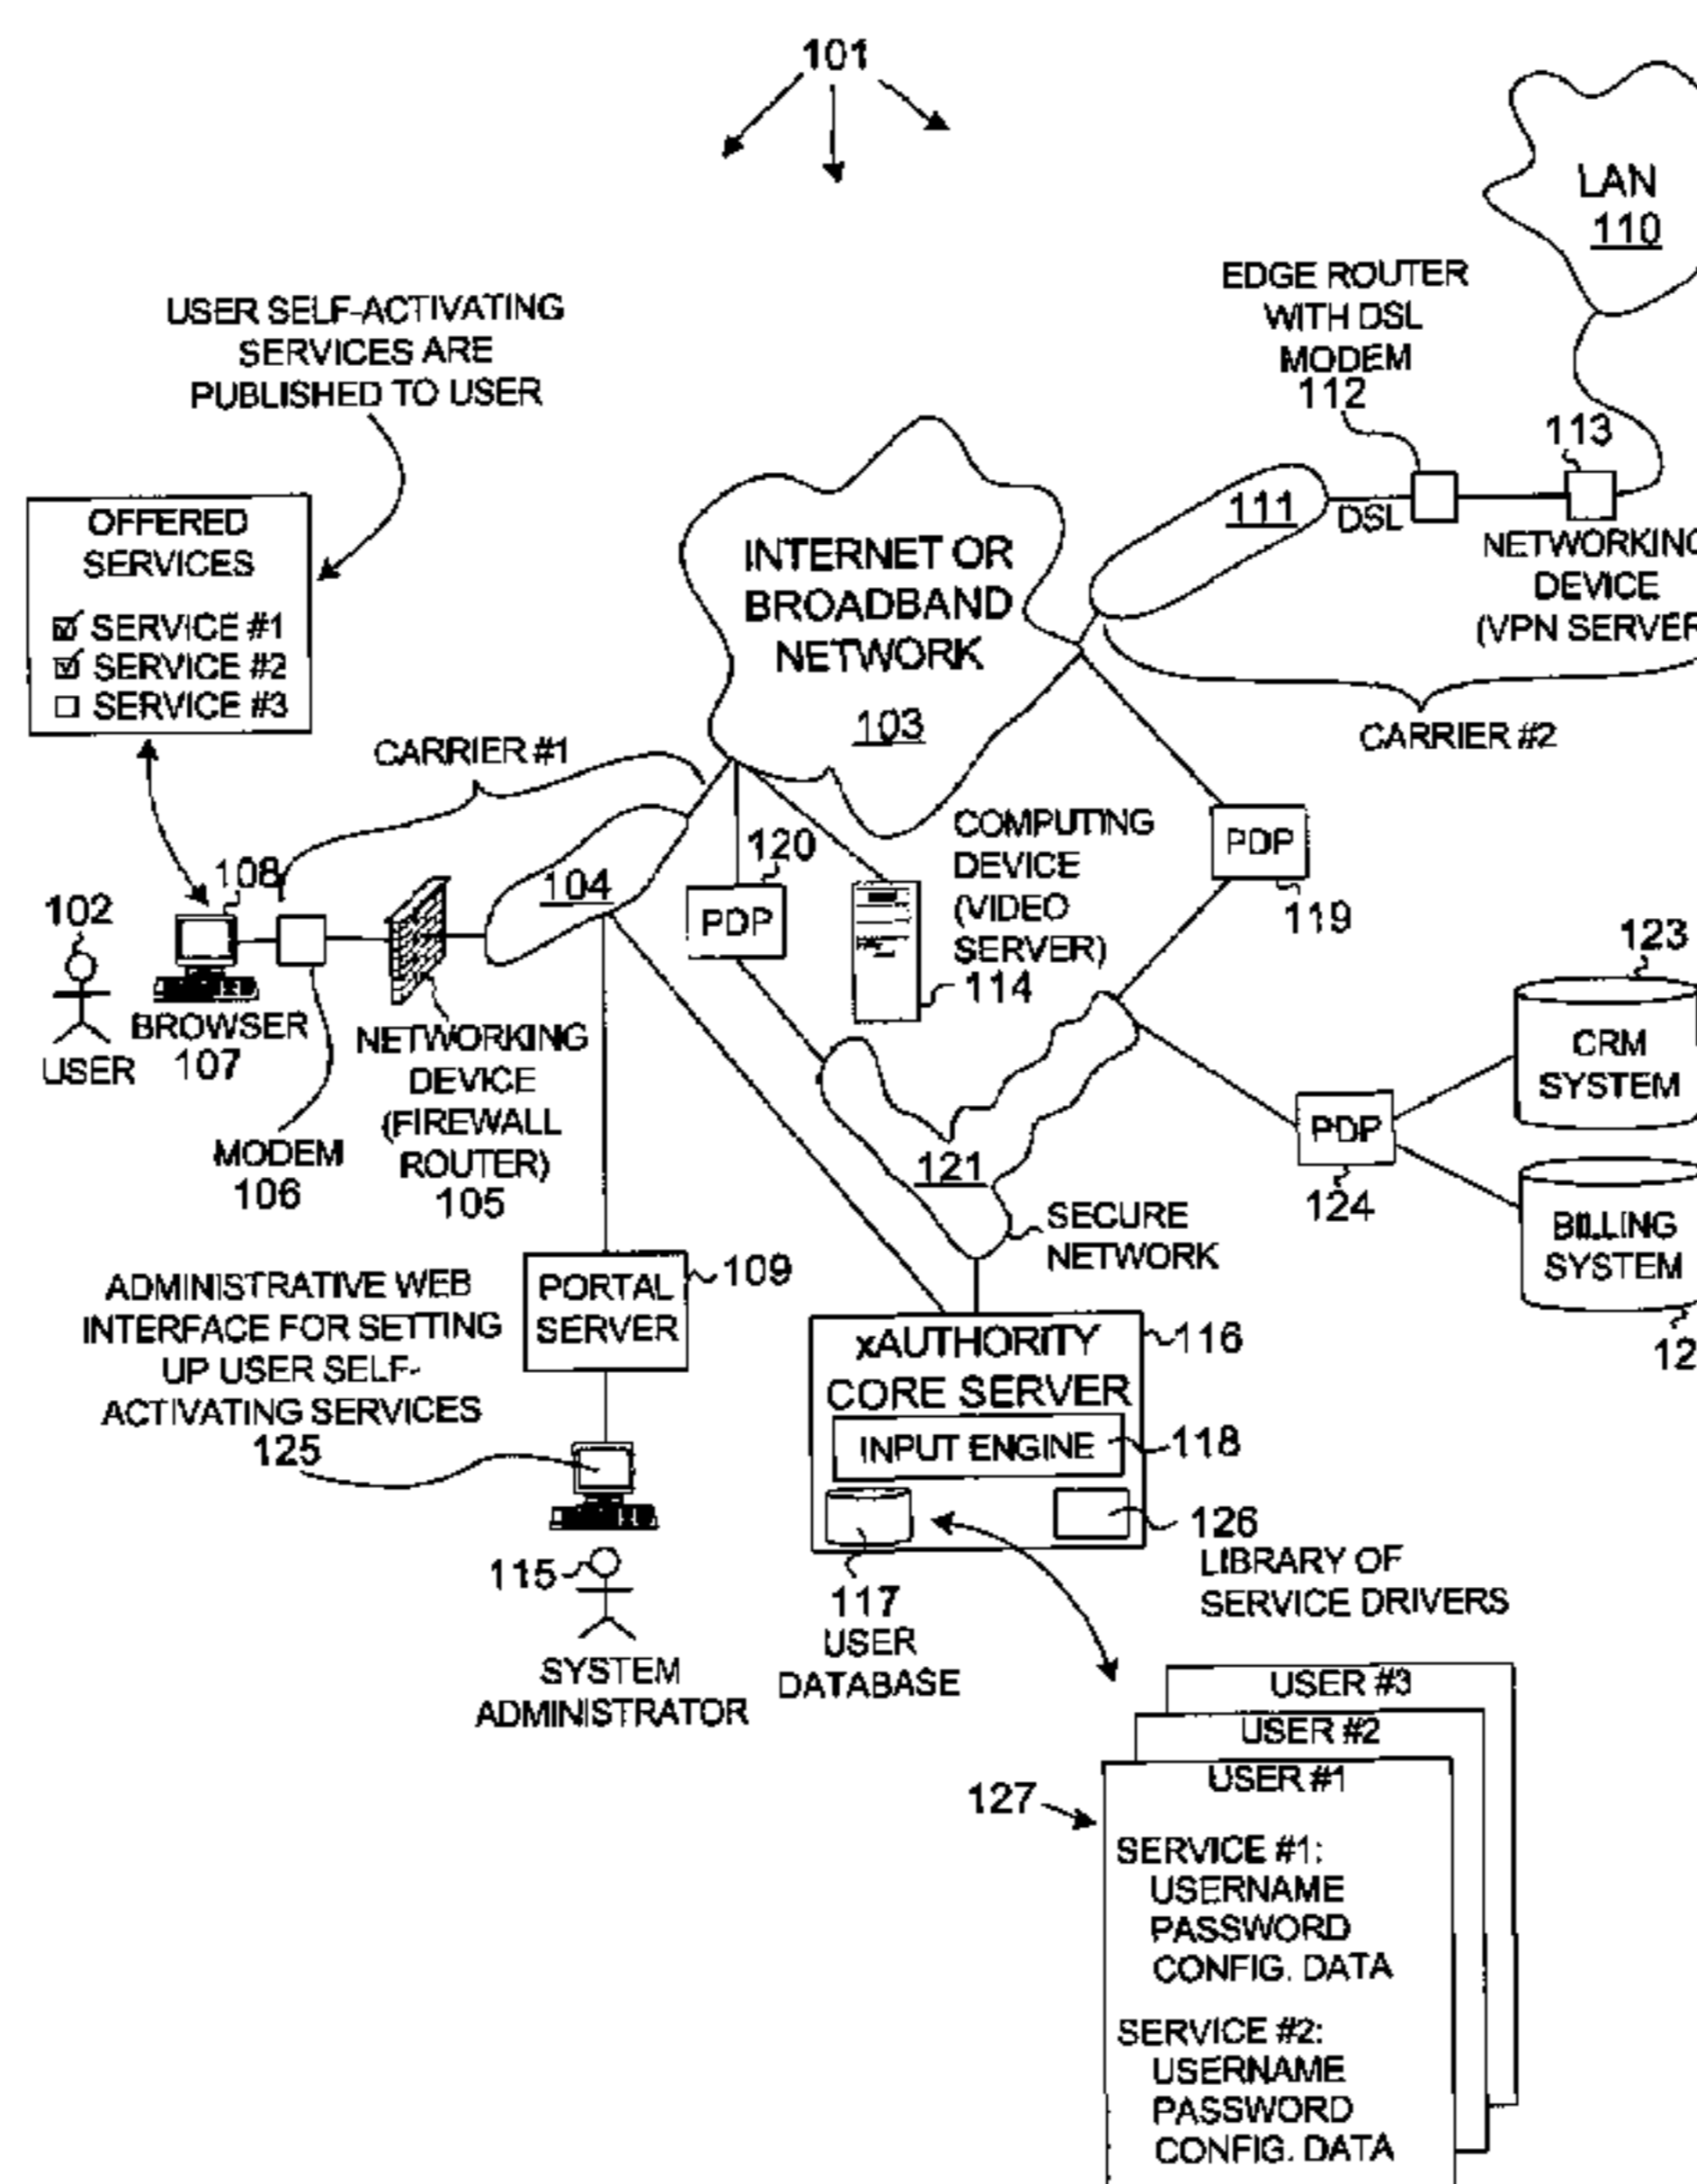 101
LAN
110
EDGE ROUTER
WITH DSL
MODEM
112
113
USER SELF-ACTIVATING
SERVICES ARE
PUBLISHED TO USER
OFFERED
SERVICES
SERVICE #1
SERVICE #2
SERVICE #3
INTERNET OR
BROADBAND
NETWORK
103
111
DSL
NETWORKING
DEVICE
(VPN SERVER
CARRIER #2
CARRIER #1
104
120
PDP
COMPUTING
DEVICE
(VIDEO
SERVER)
114
PDP
119
102
USER
108
BROWSER
107
MODEM
106
NETWORKING
DEVICE
(FIREWALL
ROUTER)
105
123
CRM
SYSTEM
PDP
124
BILLING
SYSTEM
12
121
SECURE
NETWORK
ADMINISTRATIVE WEB
INTERFACE FOR SETTING
UP USER SELF-
ACTIVATING SERVICES
125
PORTAL
SERVER
109
xAUTHORITY
CORE SERVER
116
INPUT ENGINE
118
126
LIBRARY OF
SERVICE DRIVERS
117
USER
DATABASE
115
SYSTEM
ADMINISTRATOR
127
USER #3
USER #2
USER #1
SERVICE #1:
USERNAME
PASSWORD
CONFIG. DATA
SERVICE #2:
USERNAME
PASSWORD
CONFIG. DATA